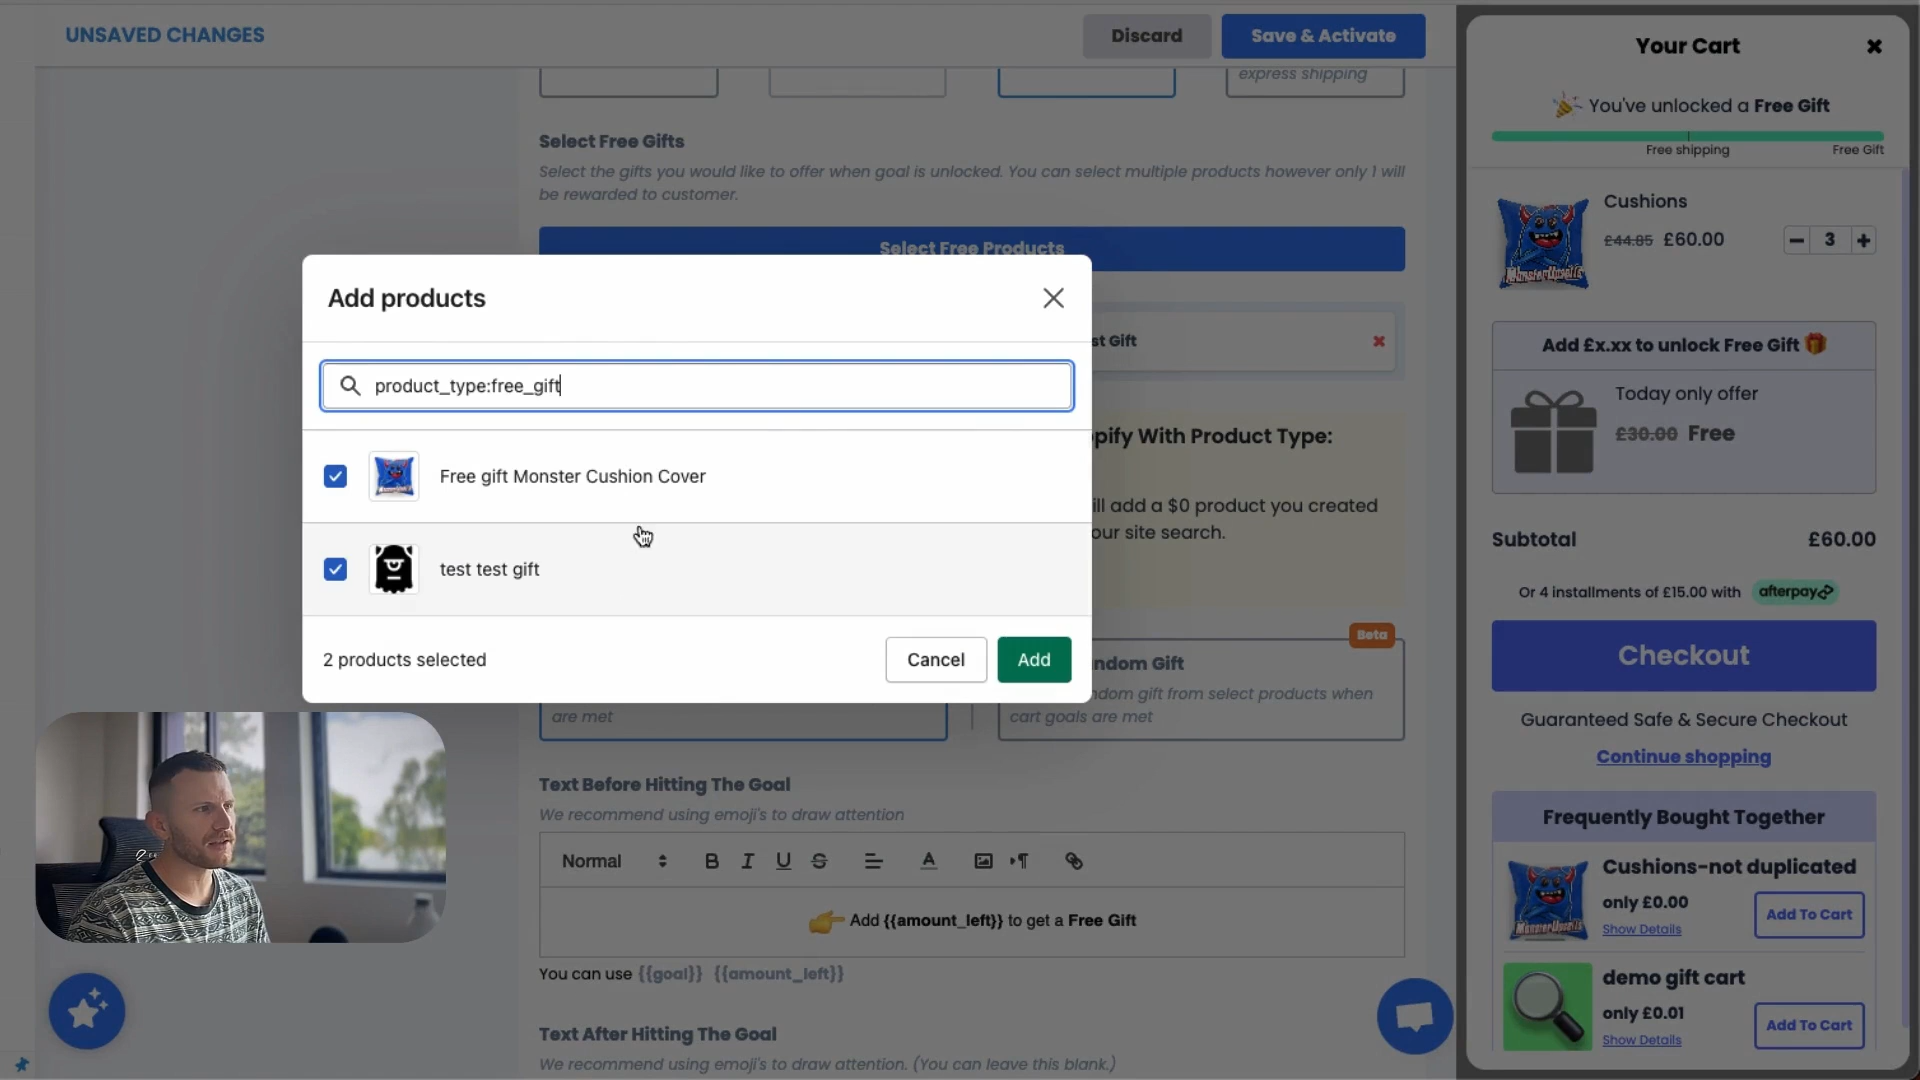 UNSAVED CHANGES
Discard
Save & Activate
express shipping
Select Free Gifts
Select the gifts you would like to offer when goal is unlocked. You can select multiple products however only 1 will
be rewarded to customer.
Select Free Products
st Gift
pify With Product Type:
ill add a $0 product you created
our site search.
Beta
ndom Gift
ndom gift from select products when
are met
cart goals are met
Add products
product_type:free_gift
Free gift Monster Cushion Cover
test test gift
2 products selected
Cancel
Add
Text Before Hitting The Goal
We recommend using emoji's to draw attention
Normal
B I U S
A
Add {{amount_left}} to get a Free Gift
You can use {{goal}} {{amount_left}}
Text After Hitting The Goal
We recommend using emoji's to draw attention. (You can leave this blank.)
Your Cart
You've unlocked a Free Gift
Free shipping
Free Gift
Cushions
£44.85 £60.00
3
MonsterUpsells
Add £x.xx to unlock Free Gift
Today only offer
£30.00 Free
Subtotal
£60.00
Or 4 installments of £15.00 with afterpay
Checkout
Guaranteed Safe & Secure Checkout
Continue shopping
Frequently Bought Together
Cushions-not duplicated
only £0.00
Show Details
Add To Cart
MonsterUpsells
demo gift cart
only £0.01
Show Details
Add To Cart